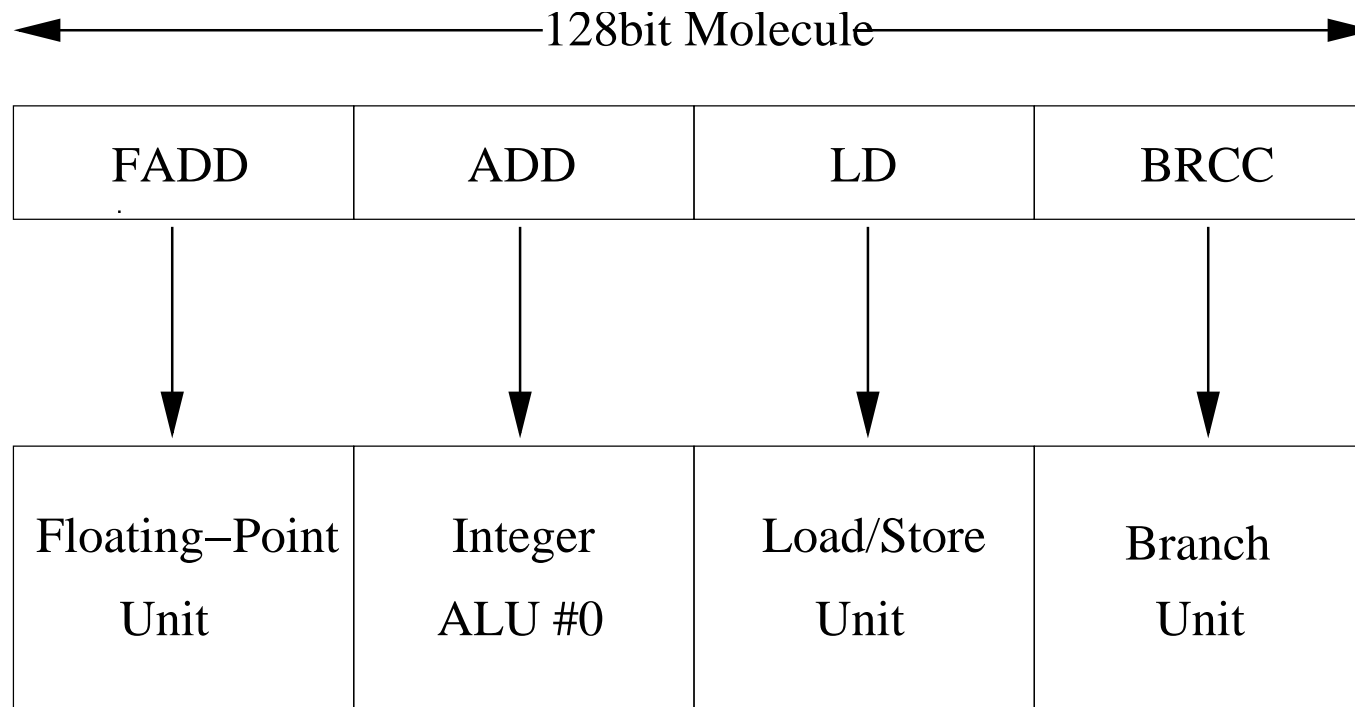 128bit Molecule
FADD
ADD
LD
BRCC
Floating–Point
Unit
Integer
ALU #0
Load/Store
Unit
Branch
Unit